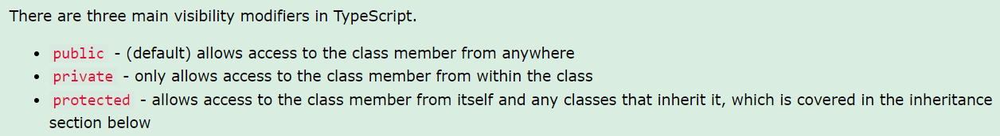 There are three main visibility modifiers in TypeScript.
• public - (default) allows access to the class member from anywhere
• private - only allows access to the class member from within the class
• protected - allows access to the class member from itself and any classes that inherit it, which is covered in the inheritance
section below